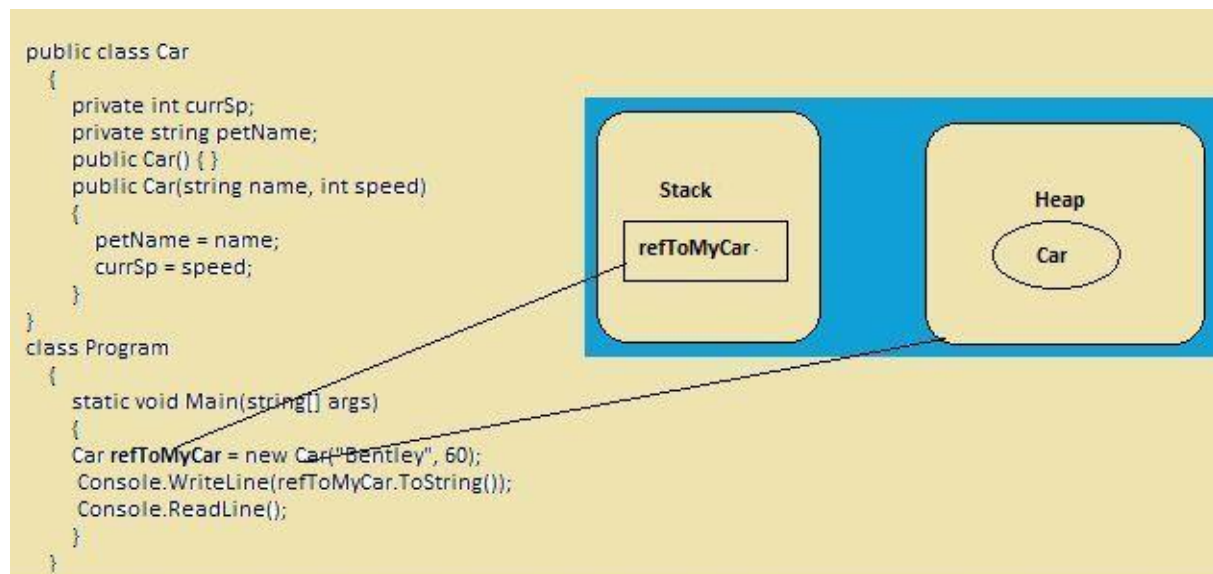 public class Car
{
private int currSp;
private string petName;
public Car() { }
public Car(string name, int speed)
{
petName = name;
currSp = speed;
}
}
class Program
{
static void Main(string[] args)
{
Car refToMyCar = new Car("Bentley", 60);
Console.WriteLine(refToMyCar.ToString());
Console.ReadLine();
}
}
Stack
refToMyCar
Heap
Car